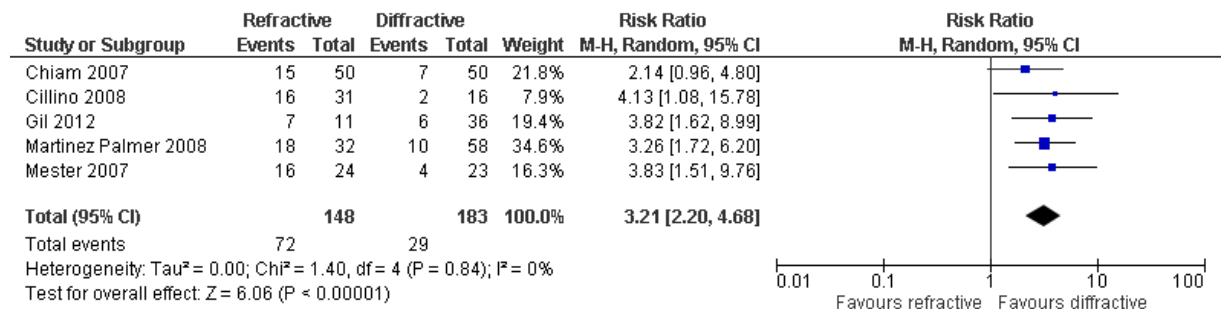 Refractive Diffractive Risk Ratio Risk Ratio
Study or Subgroup Events Total Events Total Weight M-H, Random, 95% CI M-H, Random, 95% CI
Chiam 2007 15 50 7 50 21.8% 2.14 [0.96, 4.80]
Cillino 2008 16 31 2 16 7.9% 4.13 [1.08, 15.78]
Gil 2012 7 11 6 36 19.4% 3.82 [1.62, 8.99]
Martinez Palmer 2008 18 32 10 58 34.6% 3.26 [1.72, 6.20]
Mester 2007 16 24 4 23 16.3% 3.83 [1.51, 9.76]
Total (95% CI) 148 183 100.0% 3.21 [2.20, 4.68]
Total events 72 29
Heterogeneity: Tau² = 0.00; Chi² = 1.40, df = 4 (P = 0.84); I² = 0%
Test for overall effect: Z = 6.06 (P < 0.00001)
0.01 0.1 1 10 100
Favours refractive Favours diffractive